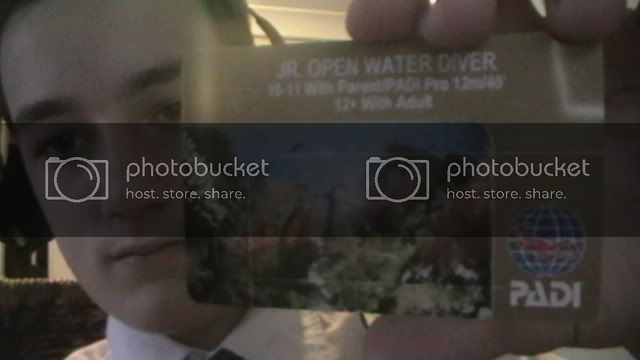 JR. OPEN WATER DIVER
10-11 With Parent/PADI Pro 12m/40'
12+ With Adult
photobucket
host. store. share.
photobucket
host. store. share.
PADI